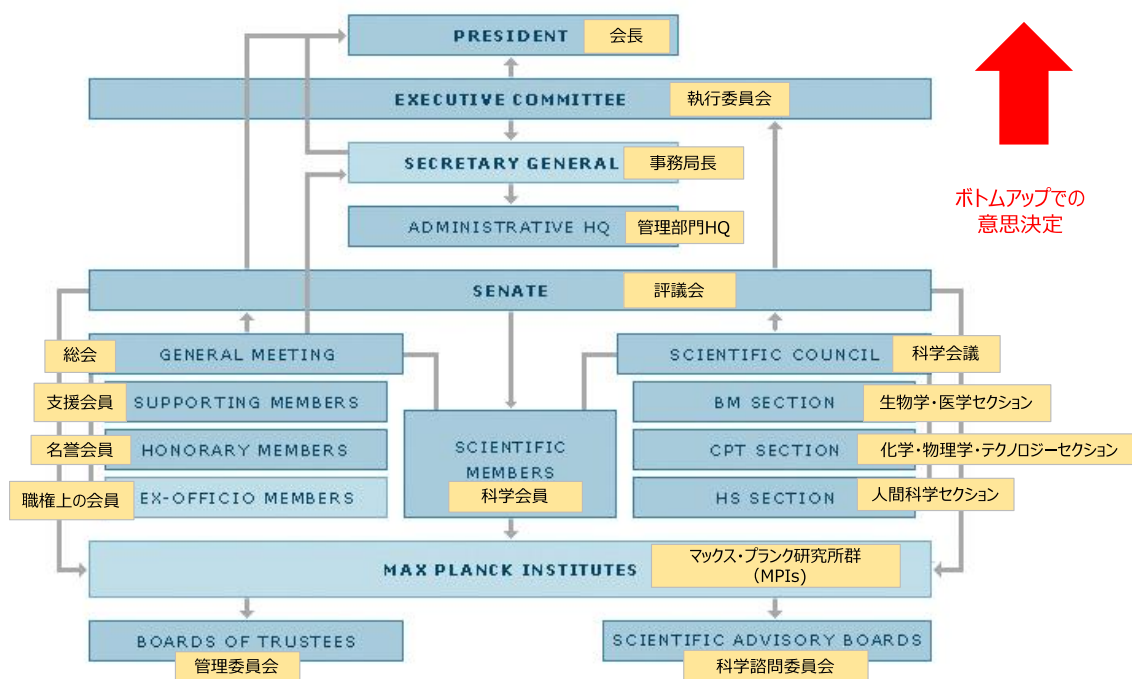 PRESIDENT 会長
EXECUTIVE COMMITTEE 執行委員会
SECRETARY GENERAL 事務局長
ADMINISTRATIVE HQ 管理部門HQ
ボトムアップでの
意思決定
SENATE 評議会
総会 GENERAL MEETING
SCIENTIFIC COUNCIL 科学会議
支援会員 SUPPORTING MEMBERS
BM SECTION 生物学・医学セクション
名誉会員 HONORARY MEMBERS
SCIENTIFIC
MEMBERS
科学会員
CPT SECTION 化学・物理学・テクノロジーセクション
職権上の会員 EX-OFFICIO MEMBERS
HS SECTION 人間科学セクション
MAX PLANCK INSTITUTES マックス・プランク研究所群
(MPIs)
BOARDS OF TRUSTEES
管理委員会
SCIENTIFIC ADVISORY BOARDS
科学諮問委員会